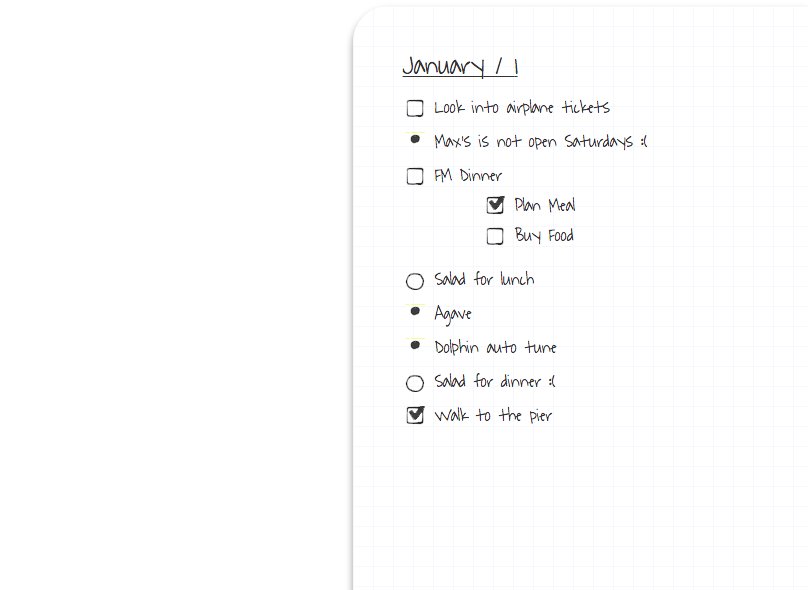 January / 1
Look into airplane tickets
Max's is not open Saturdays :(
FM Dinner
Plan Meal
Buy Food
Salad for lunch
Agave
Dolphin auto tune
Salad for dinner :(
Walk to the pier